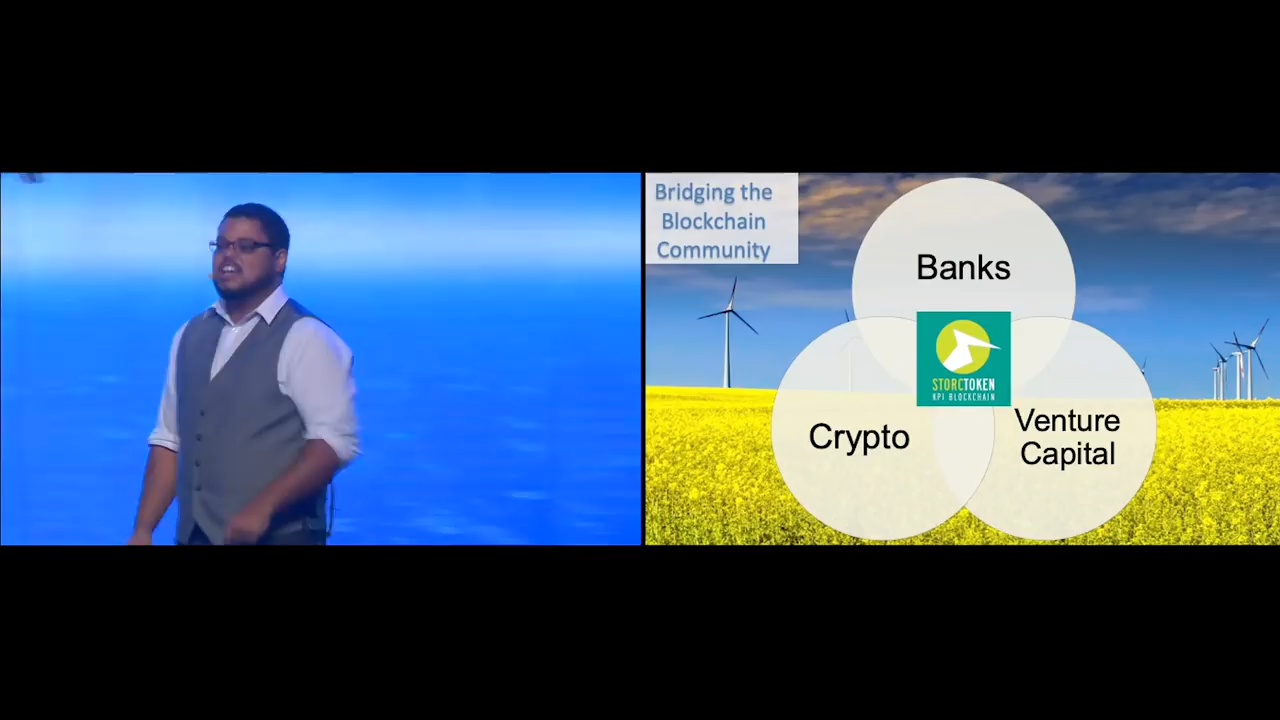 Bridging the
Blockchain
Community
Banks
STORCTOKEN
KPI BLOCKCHAIN
Crypto
Venture
Capital